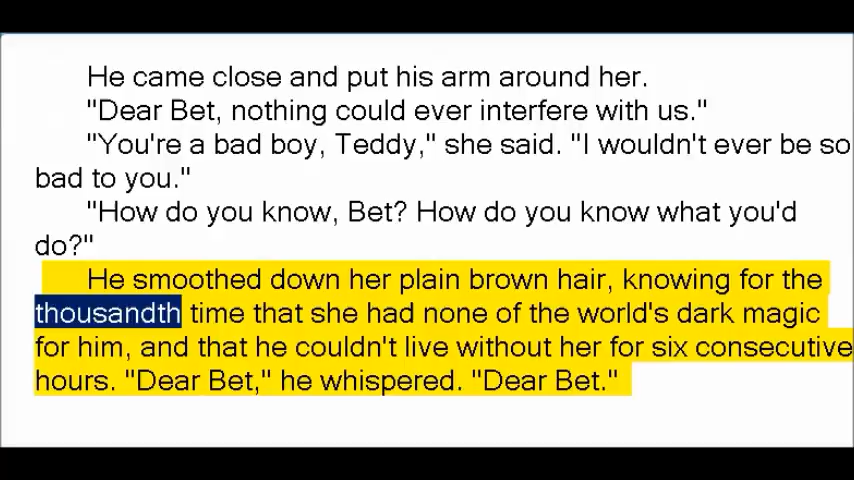 He came close and put his arm around her.
"Dear Bet, nothing could ever interfere with us."
"You're a bad boy, Teddy," she said. "I wouldn't ever be so
bad to you."
"How do you know, Bet? How do you know what you'd
do?"
He smoothed down her plain brown hair, knowing for the
thousandth time that she had none of the world's dark magic
for him, and that he couldn't live without her for six consecutive
hours. "Dear Bet," he whispered. "Dear Bet."